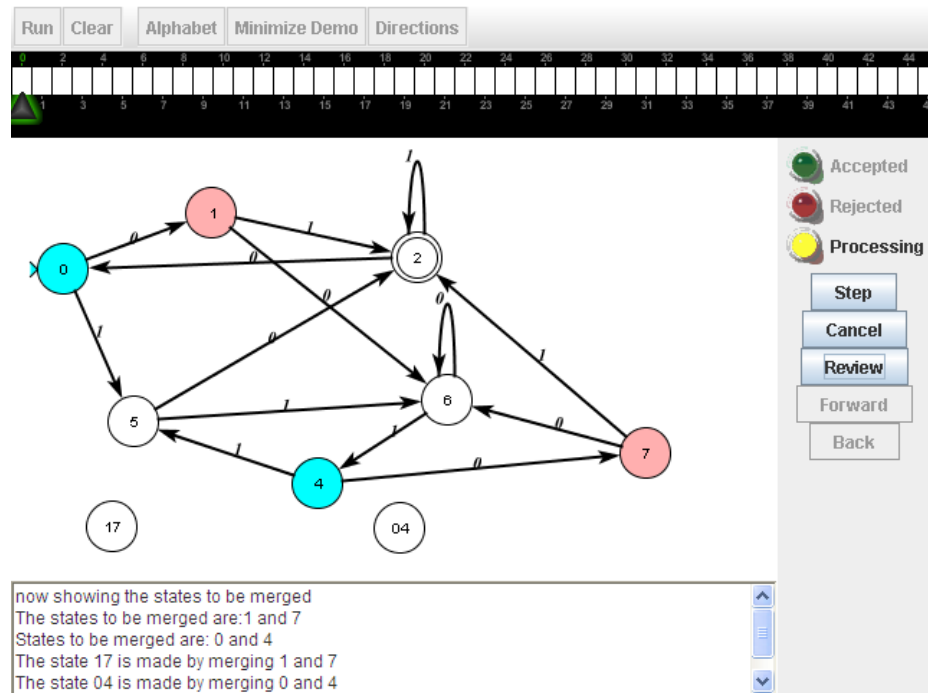 Run Clear Alphabet Minimize Demo Directions
0 2 4 6 8 10 12 14 16 18 20 22 24 26 28 30 32 34 36 38 40 42 44
1 3 5 7 9 11 13 15 17 19 21 23 25 27 29 31 33 35 37 39 41 43
1
Accepted
1
0
1
Rejected
0
2
0
Processing
0
0
Step
1
0
1
Cancel
6
Review
5
1
1
0
Forward
1
7
Back
4
0
17
04
now showing the states to be merged
The states to be merged are:1 and 7
States to be merged are: 0 and 4
The state 17 is made by merging 1 and 7
The state 04 is made by merging 0 and 4